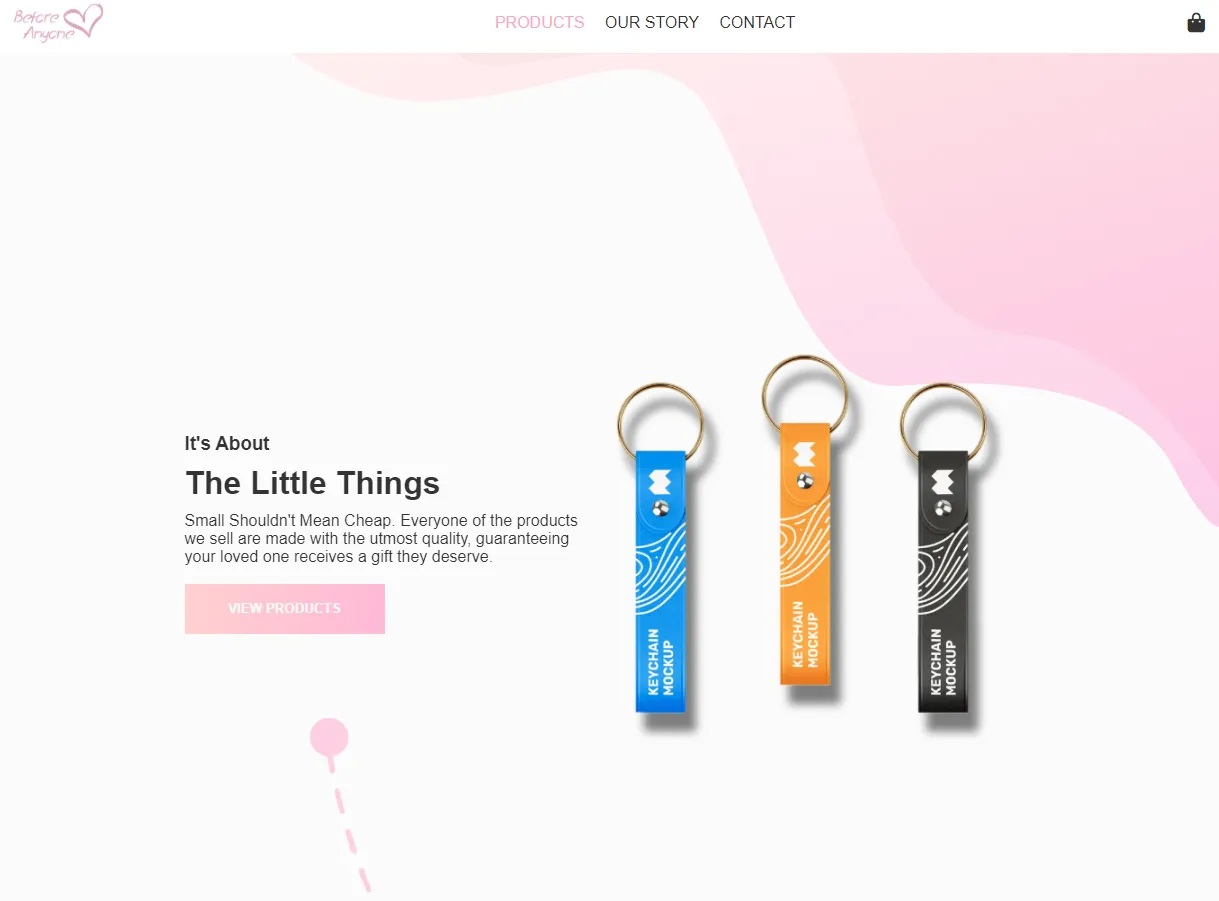 Before
Anyone
PRODUCTS
OUR STORY
CONTACT
It's About
The Little Things
Small Shouldn't Mean Cheap. Everyone of the products
we sell are made with the utmost quality, guaranteeing
your loved one receives a gift they deserve.
VIEW PRODUCTS
KEYCHAIN
MOCKUP
KEYCHAIN
MOCKUP
KEYCHAIN
MOCKUP